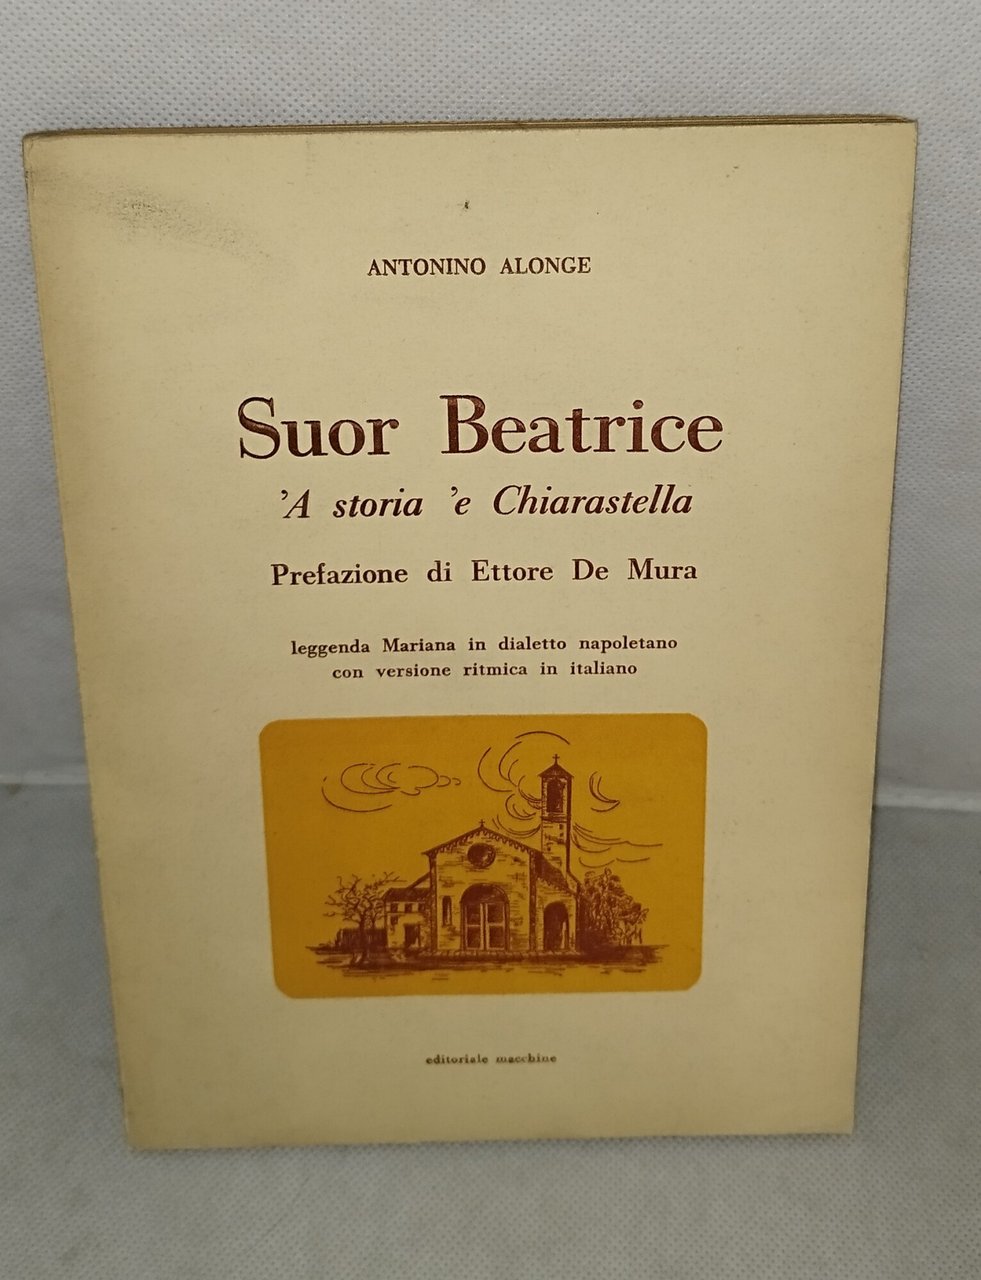 ANTONINO ALONGE
Suor Beatrice
'A storia 'e Chiarastella
Prefazione di Ettore De Mura
leggenda Mariana in dialetto napoletano
con versione ritmica in italiano
editoriale macchine